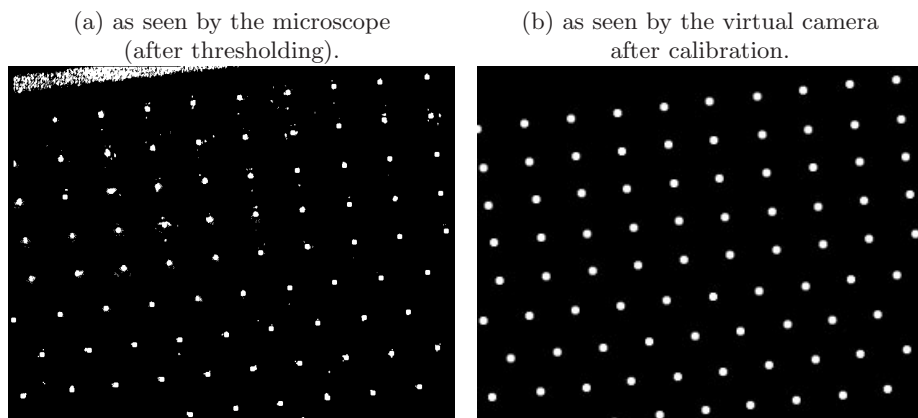 (a) as seen by the microscope
(after thresholding).
(b) as seen by the virtual camera
after calibration.